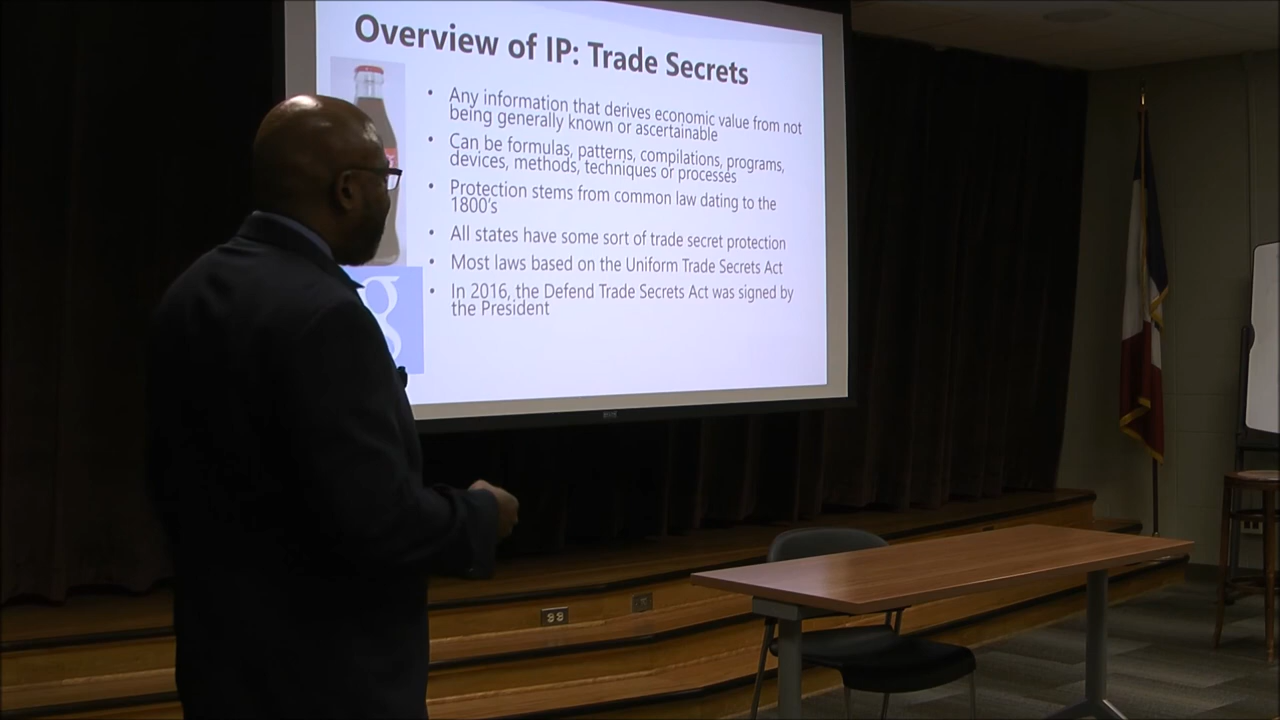 Overview of IP: Trade Secrets
• Any information that derives economic value from not
being generally known or ascertainable
• Can be formulas, patterns, compilations, programs,
devices, methods, techniques or processes
• Protection stems from common law dating to the
1800's
• All states have some sort of trade secret protection
• Most laws based on the Uniform Trade Secrets Act
• In 2016, the Defend Trade Secrets Act was signed by
the President
g